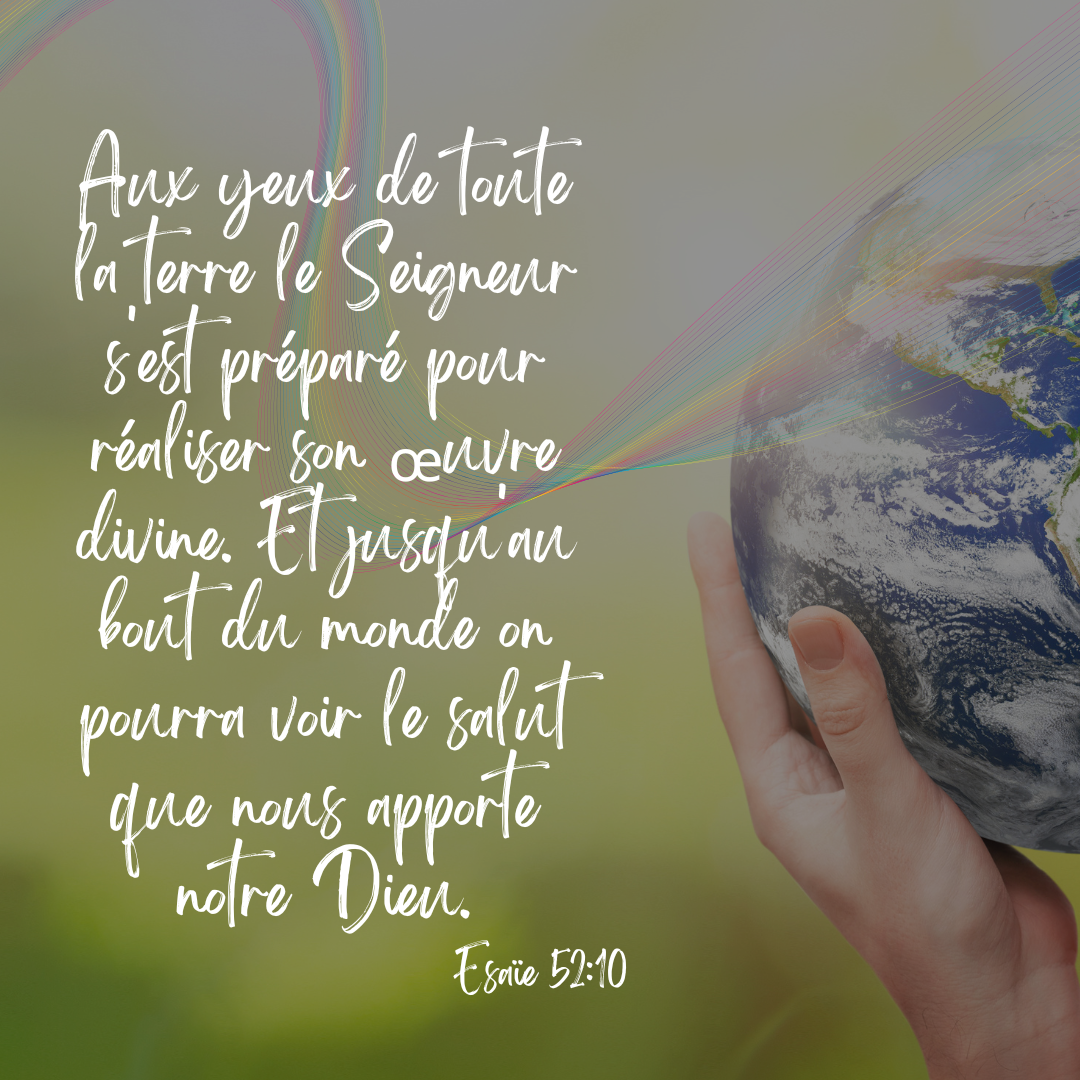 Aux yeux de toute
la terre le Seigneur
s'est préparé pour
réaliser son œuvre
divine. Et jusqu'au
bout du monde on
pourra voir le salut
que nous apporte
notre Dieu.
Esaïe 52:10